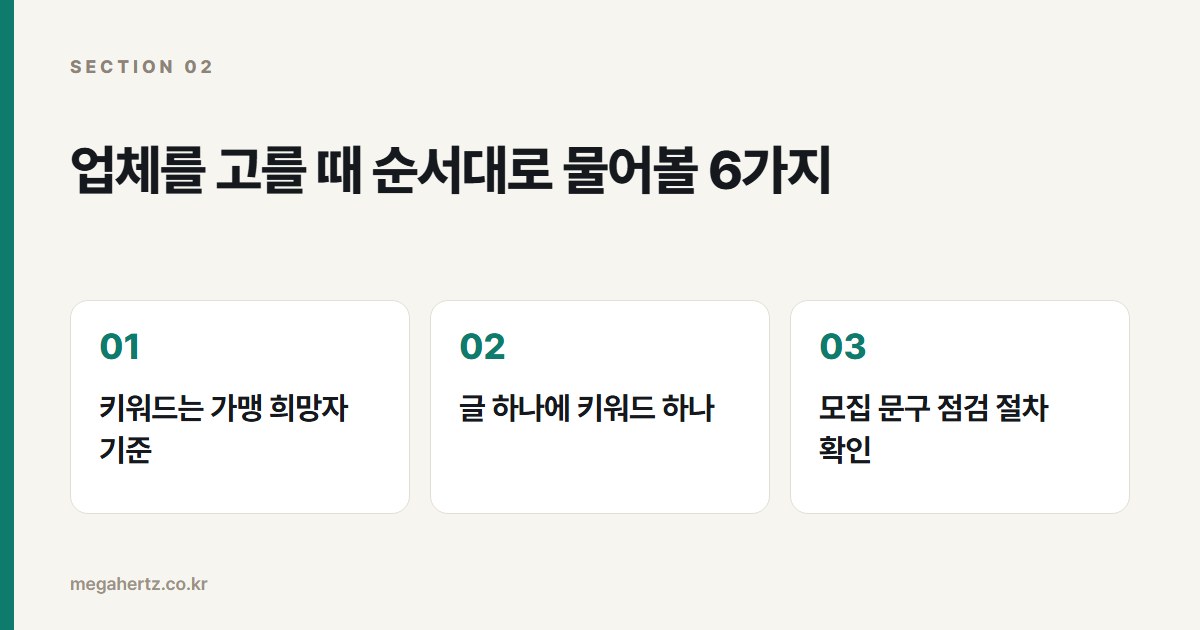 SECTION 02
업체를 고를 때 순서대로 물어볼 6가지
01
키워드는 가맹 희망자
기준
02
글 하나에 키워드 하나
03
모집 문구 점검 절차
확인
megahertz.co.kr